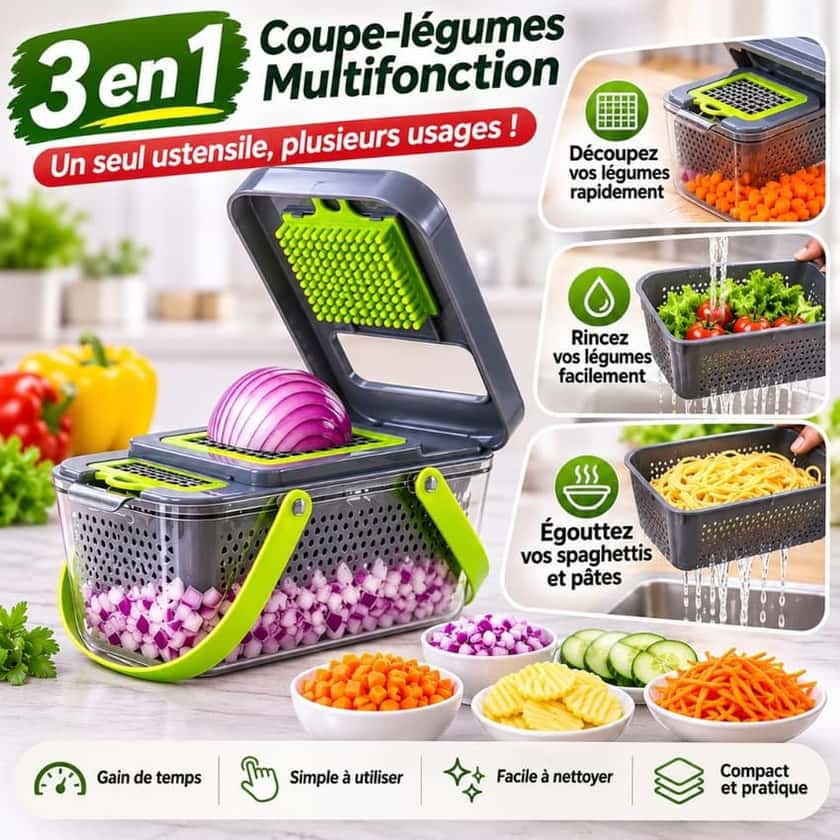 3 en 1
Coupe-légumes
Multifonction
Un seul ustensile, plusieurs usages !
Découpez
vos légumes
rapidement
Rincez
vos légumes
facilement
Égouttez
vos spaghettis
et pâtes
Gain de temps
Simple à utiliser
Facile à nettoyer
Compact
et pratique